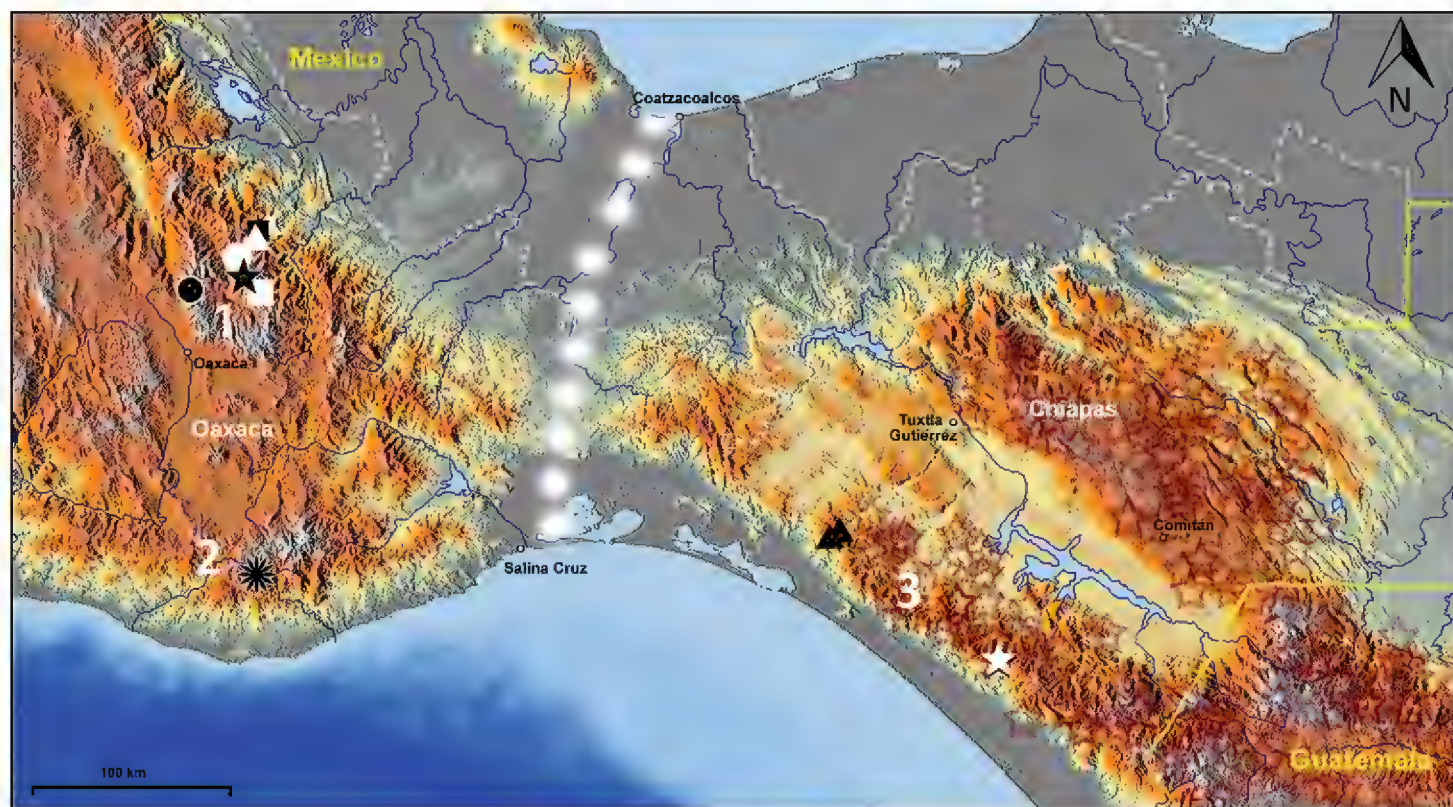 Mexico
N
Coatzacoalcos
1
Oaxaca
Oaxaca
Chiapas
Tuxtla
Gutiérrez
Comitán
2
Salina Cruz
3
Guatemala
100 km